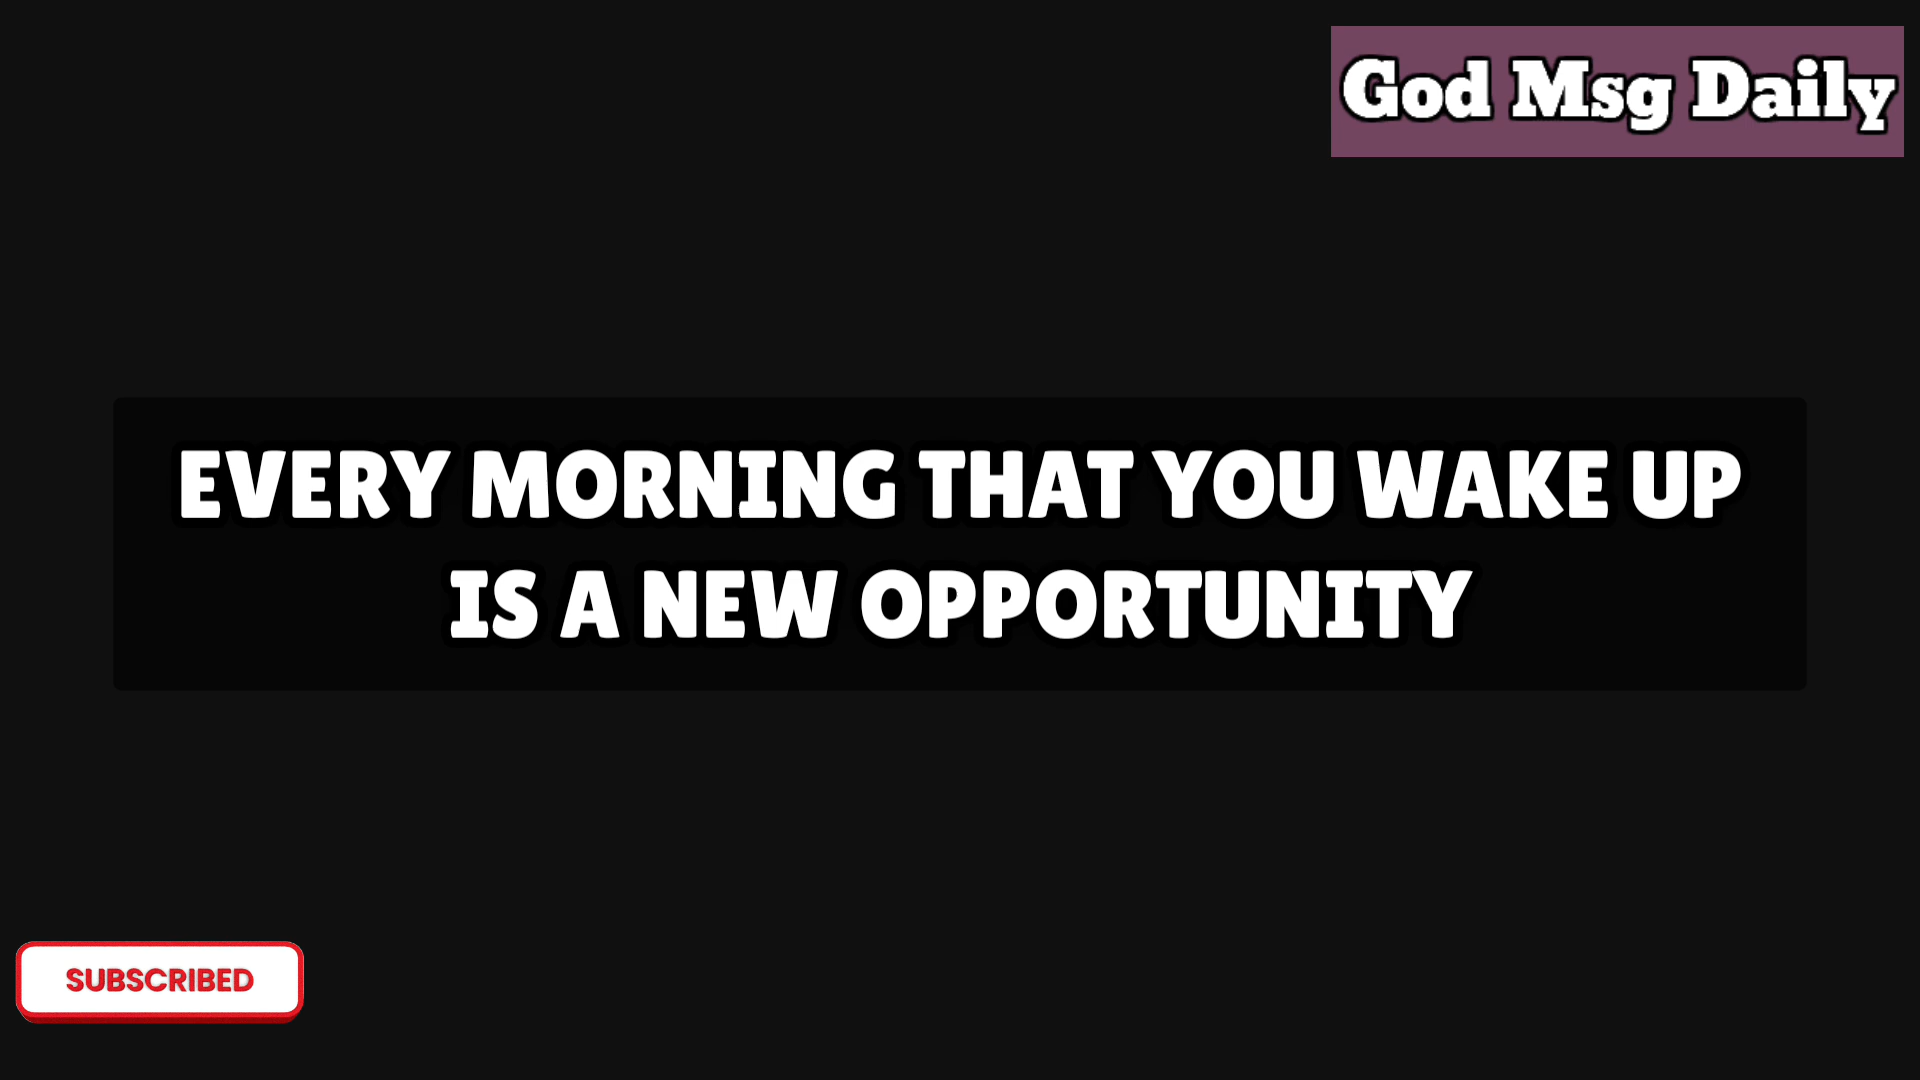 God Msg Daily
EVERY MORNING THAT YOU WAKE UP
IS A NEW OPPORTUNITY
SUBSCRIBED